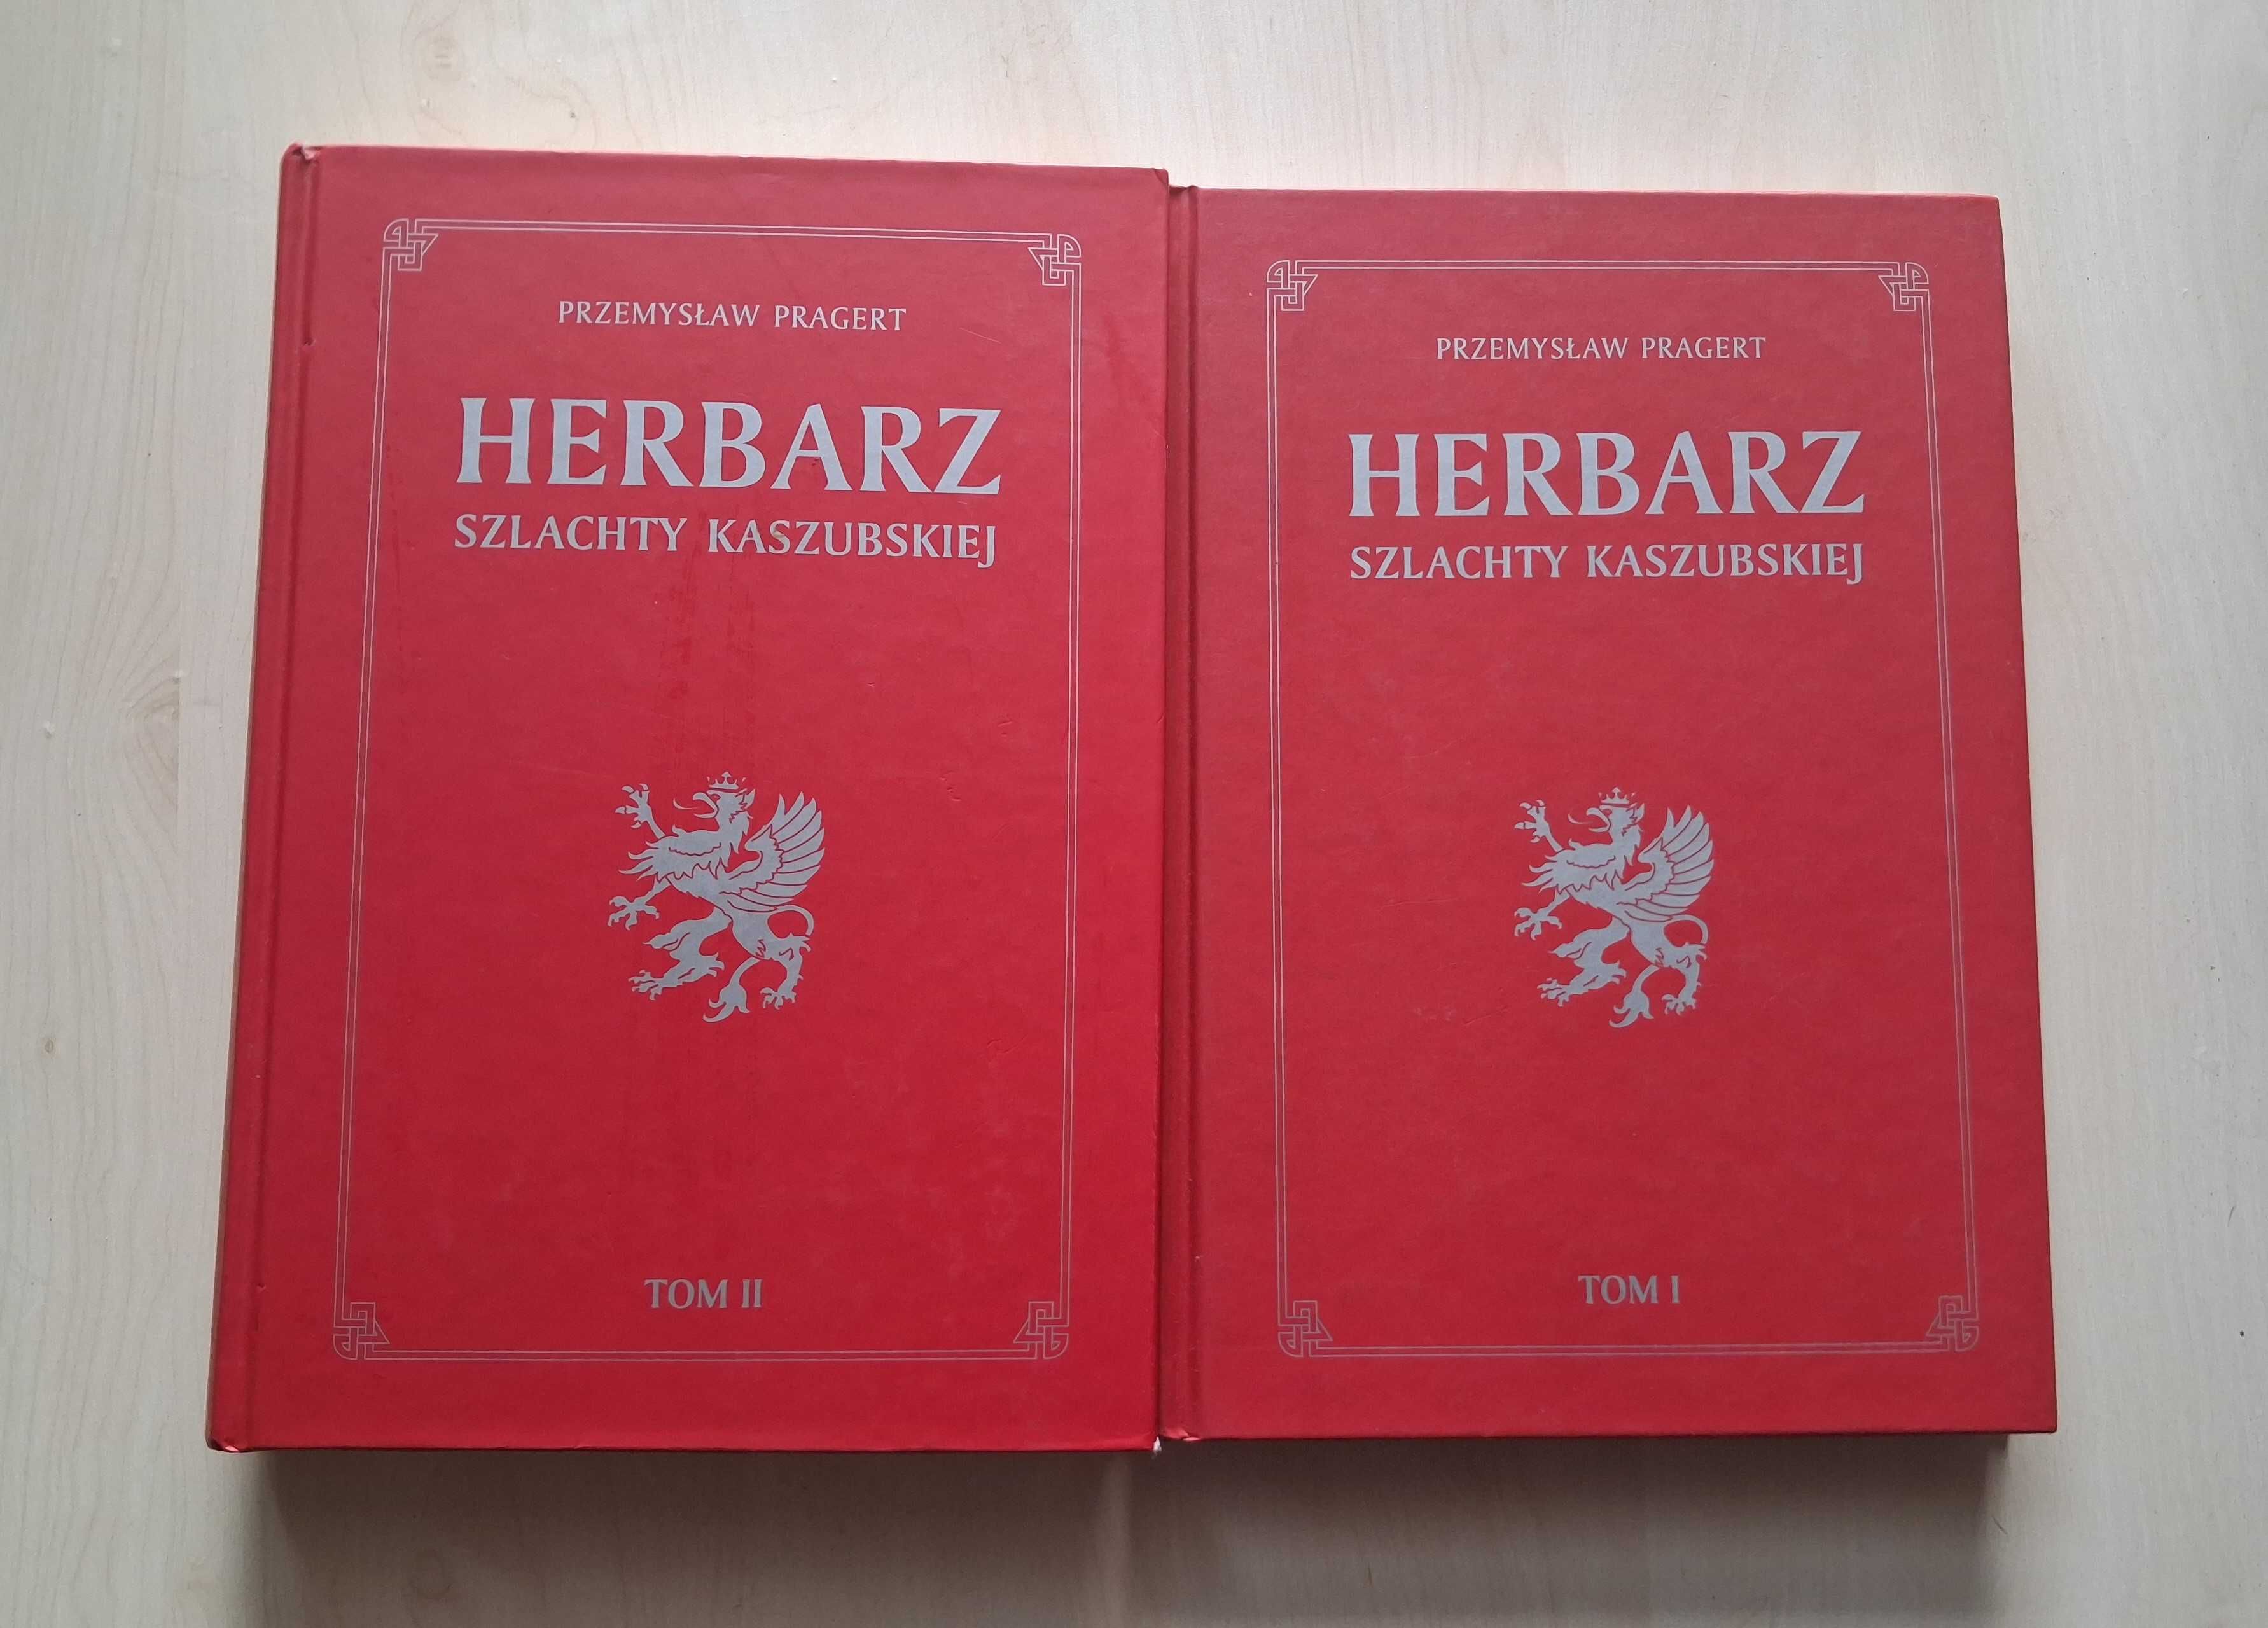 PRZEMYSŁAW PRAGERT
HERBARZ
SZLACHTY KASZUBSKIEJ
TOM II
PRZEMYSŁAW PRAGERT
HERBARZ
SZLACHTY KASZUBSKIEJ
TOM I